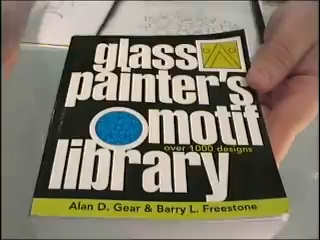 glass
painter's
motif
over 1000 designs
library
Alan D. Gear & Barry L. Freestone